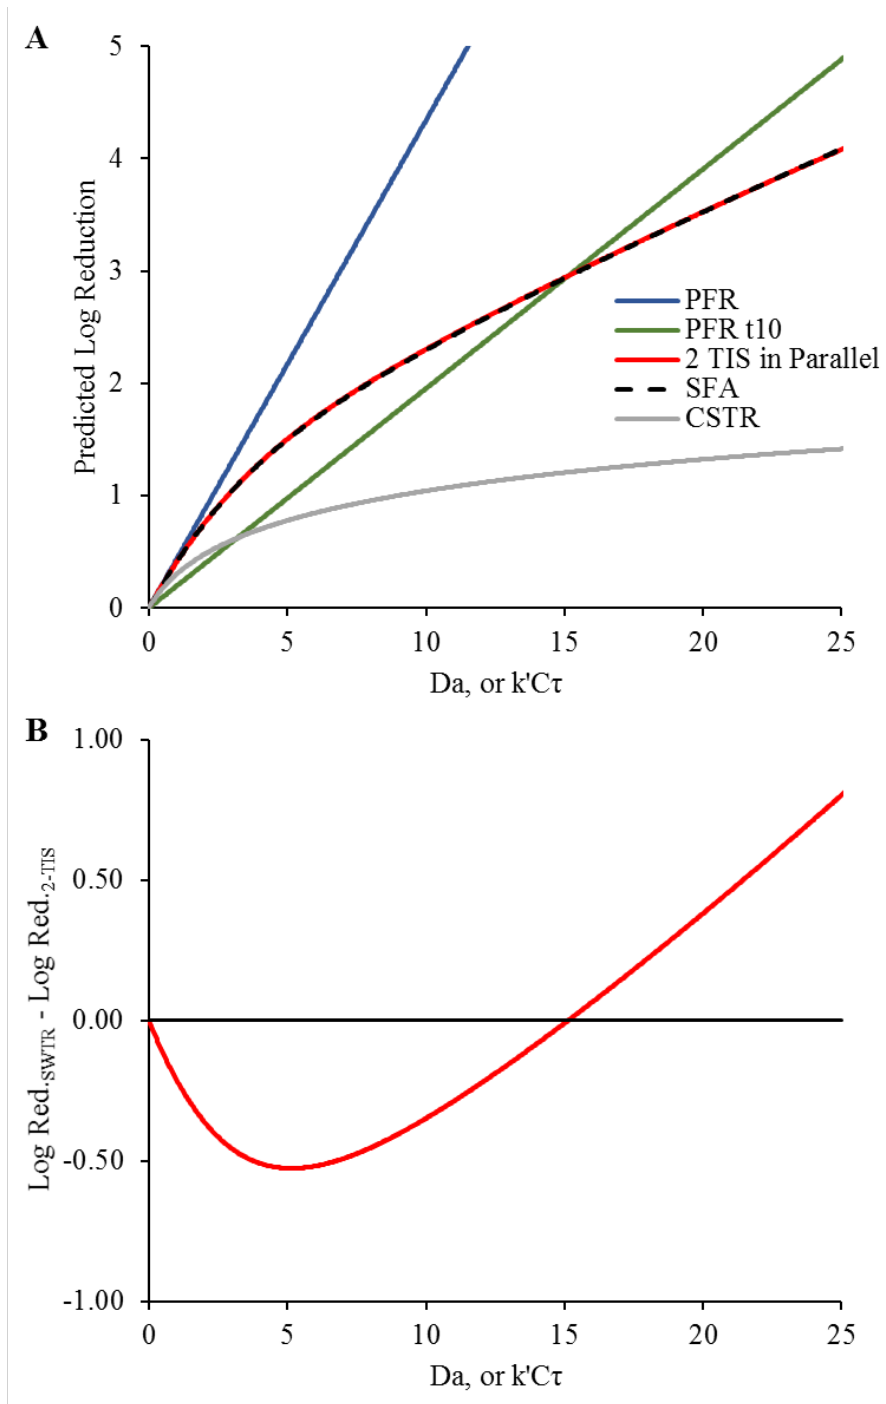 A
5
4
3
2
1
0
Predicted Log Reduction
PFR
PFR t10
2 TIS in Parallel
SFA
CSTR
0 5 10 15 20 25
Da, or k'Cτ
B
1.00
0.50
0.00
-0.50
-1.00
Log Red.SWTR - Log Red.2-TIS
0 5 10 15 20 25
Da, or k'Cτ